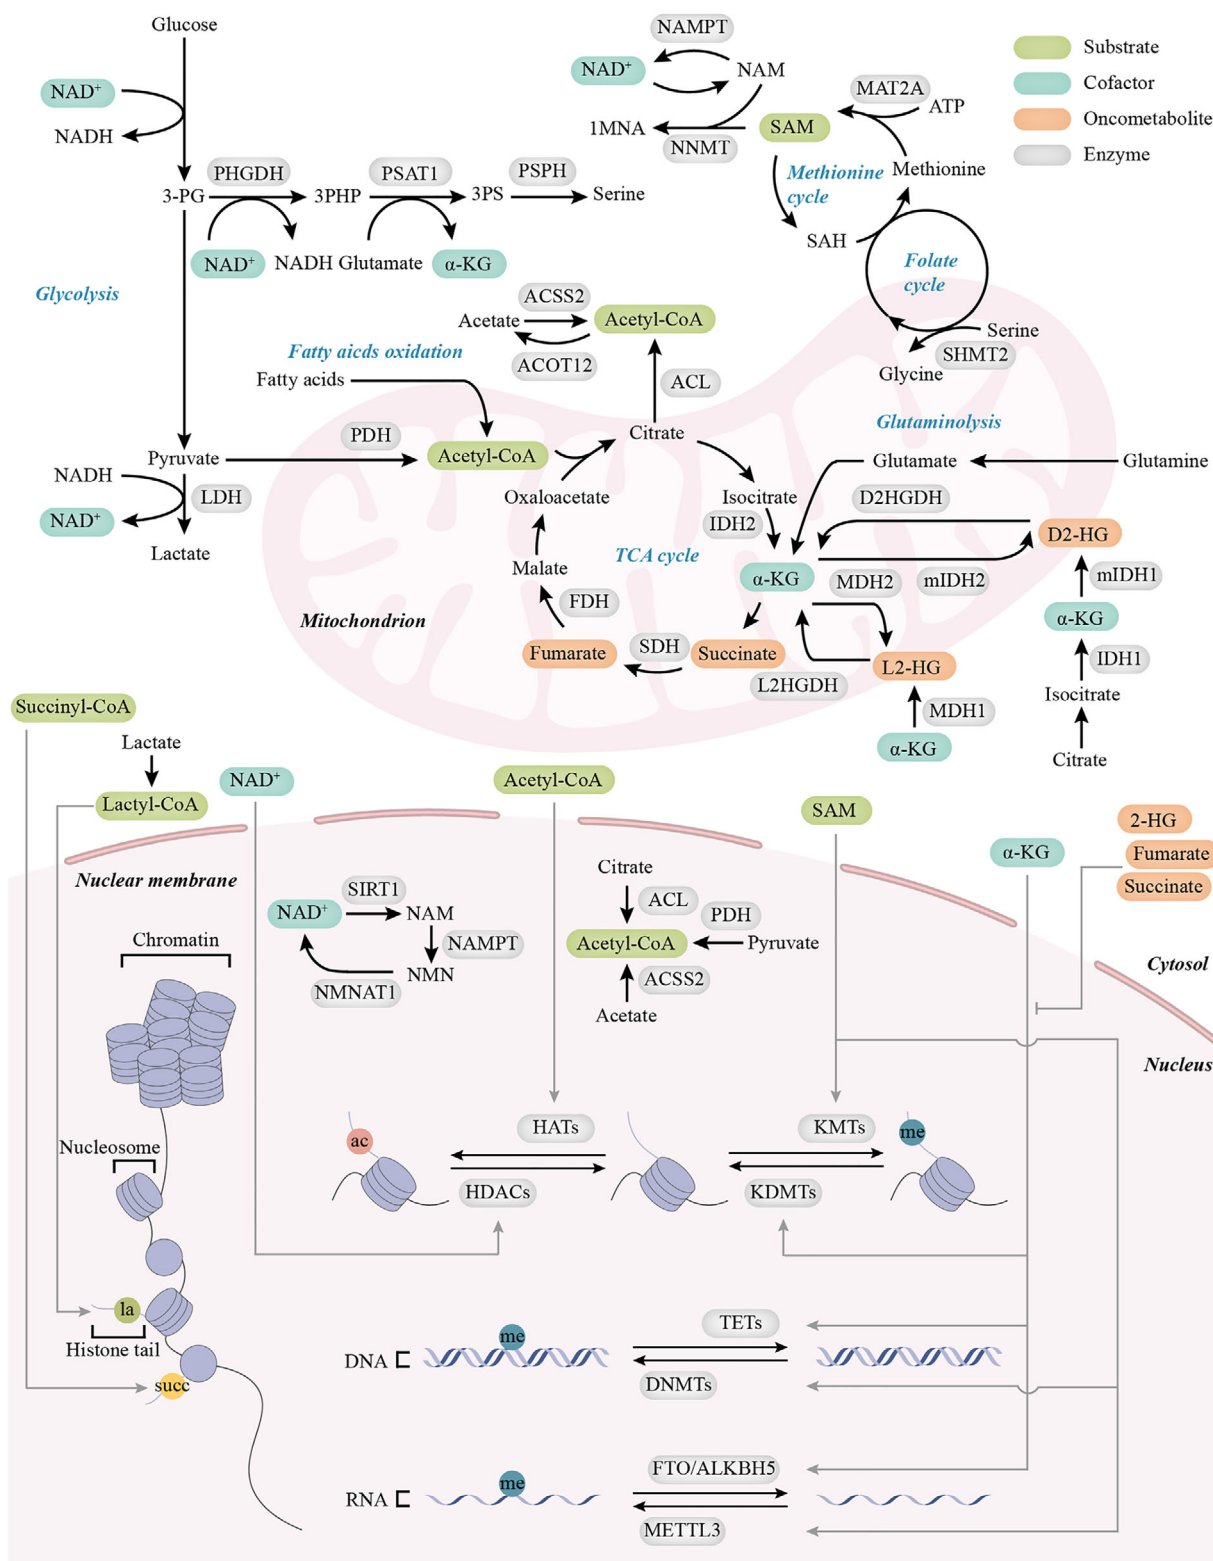 Glucose
NAD⁺
NADH
3-PG
PHGDH
3PHP
PSAT1
3PS
PSPH
Serine
NAD⁺
NADH
Glutamate
α-KG
Glycolysis
NAMPT
NAD⁺
NAM
1MNA
NNMT
SAM
MAT2A
ATP
Methionine
Methionine
cycle
SAH
Folate
cycle
Serine
SHMT2
Glycine
Substrate
Cofactor
Oncometabolite
Enzyme
ACSS2
Acetate
Acetyl-CoA
ACOT12
Fatty aicds oxidation
Fatty acids
ACL
PDH
Acetyl-CoA
Citrate
Pyruvate
NADH
LDH
NAD⁺
Lactate
Glutaminolysis
Glutamate
Glutamine
Oxaloacetate
Isocitrate
IDH2
D2HGDH
D2-HG
TCA cycle
Malate
α-KG
MDH2
mIDH2
mIDH1
FDH
α-KG
Mitochondrion
Fumarate
SDH
Succinate
L2HGDH
L2-HG
IDH1
Isocitrate
MDH1
α-KG
Citrate
Succinyl-CoA
Lactate
Lactyl-CoA
NAD⁺
Acetyl-CoA
SAM
α-KG
2-HG
Fumarate
Succinate
Nuclear membrane
NAD⁺
SIRT1
NAM
NAMPT
NMN
NMNAT1
Citrate
ACL
PDH
Acetyl-CoA
Pyruvate
ACSS2
Acetate
Cytosol
Nucleus
Chromatin
Nucleosome
ac
HATs
HDACs
KMTs
KDMTs
me
la
Histone tail
succ
DNA
me
TETs
DNMTs
RNA
me
FTO/ALKBH5
METTL3